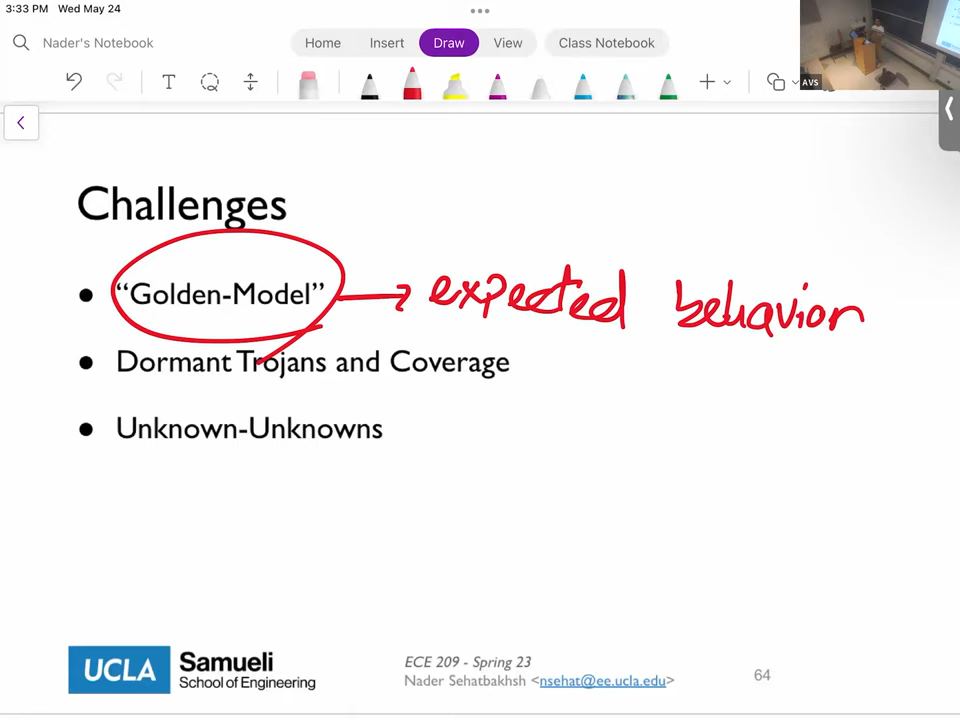 3:33 PM Wed May 24
Nader's Notebook
Home Insert Draw View Class Notebook
T
AVS
Challenges
● “Golden-Model” → expected behavior
● Dormant Trojans and Coverage
● Unknown-Unknowns
UCLA Samueli School of Engineering
ECE 209 - Spring 23
Nader Sehatbakhsh <nsehat@ee.ucla.edu>
64